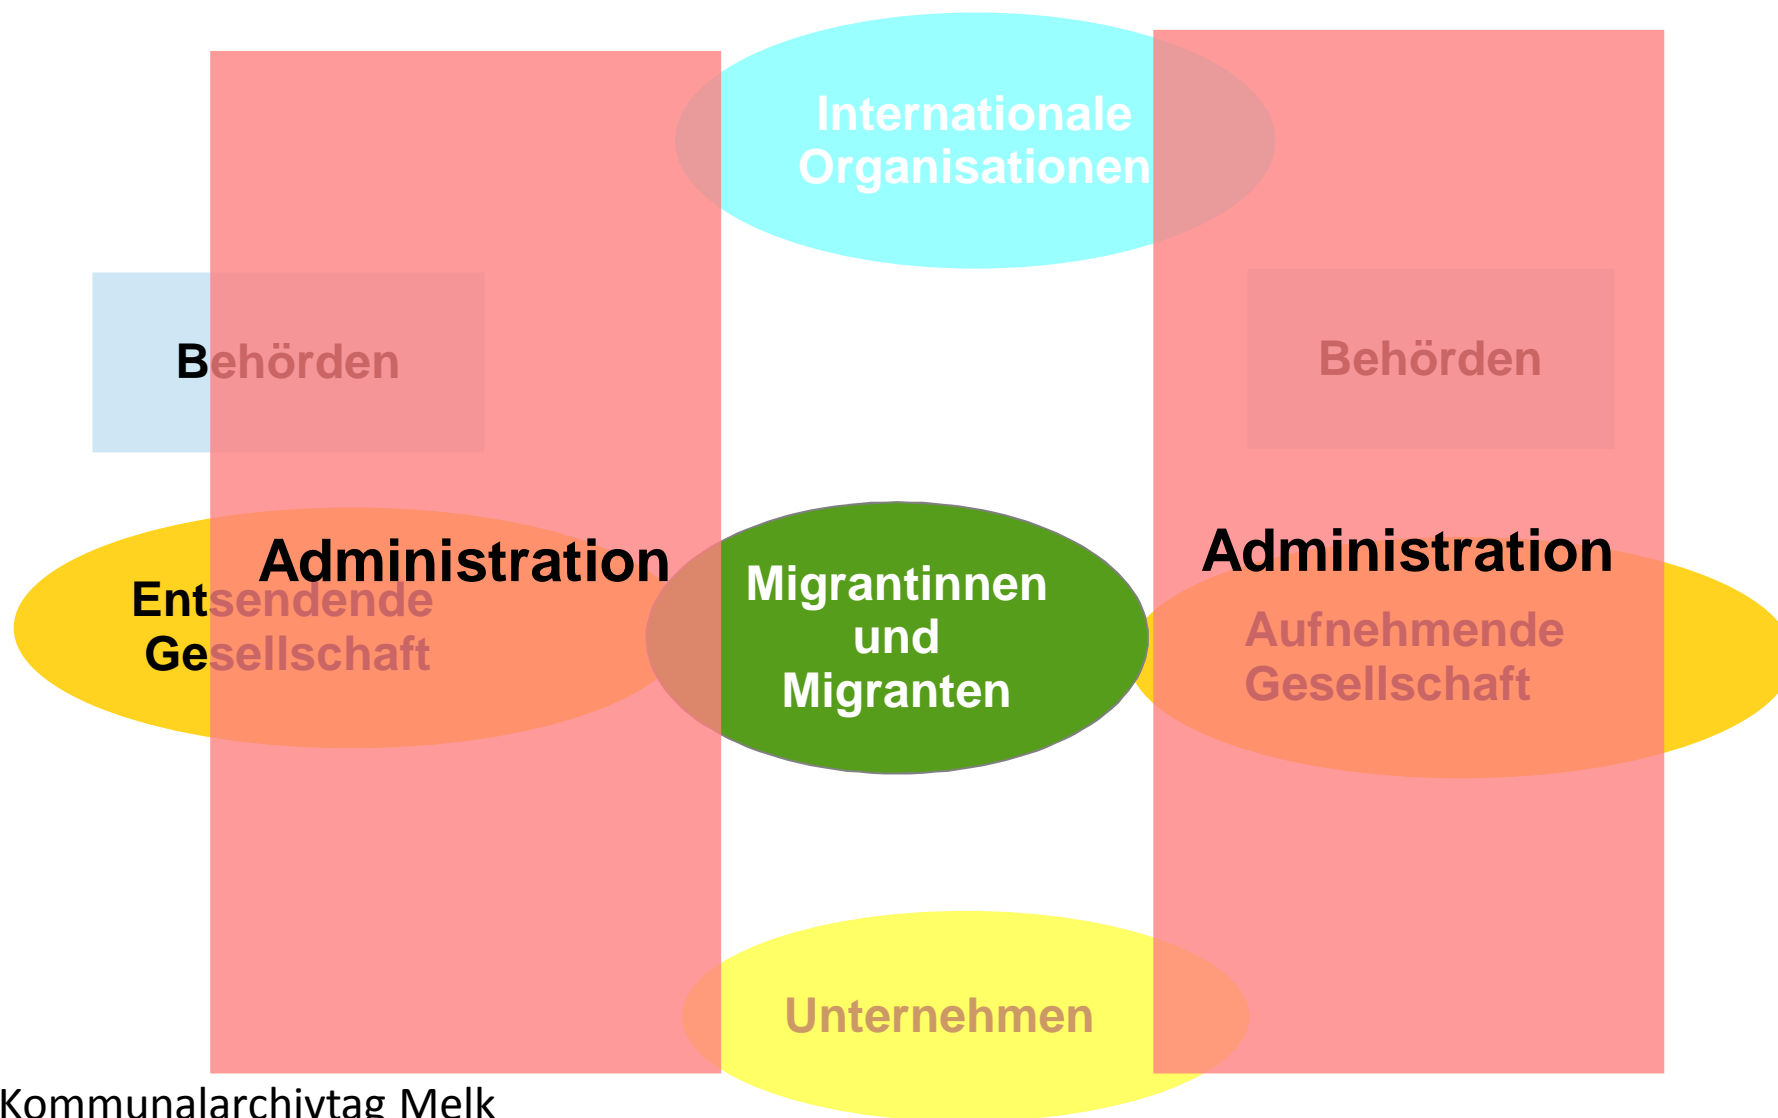 Internationale
Organisationen
Behörden
Behörden
Administration
Administration
Entsendende
Gesellschaft
Migrantinnen
und
Migranten
Aufnehmende
Gesellschaft
Unternehmen
Kommunalarchivtag Melk